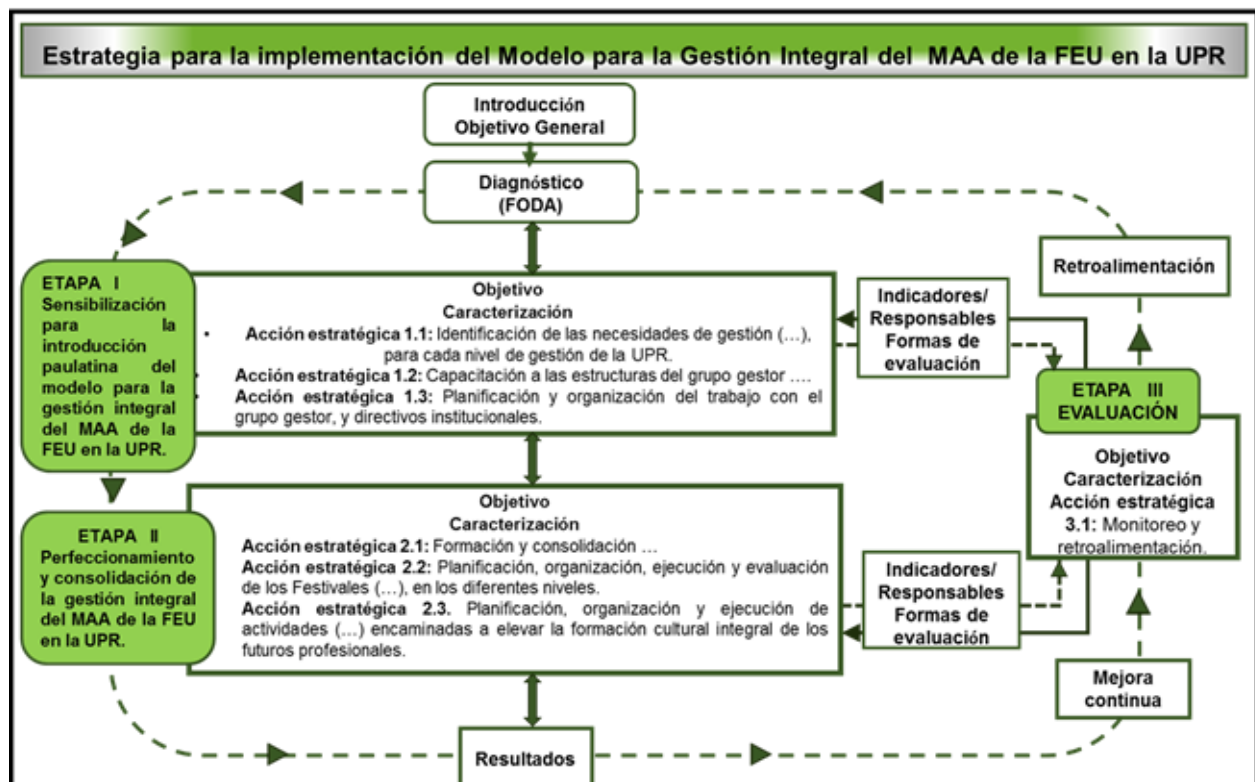 Estrategia para la implementación del Modelo para la Gestión Integral del MAA de la FEU en la UPR
Introducción
Objetivo General
Diagnóstico
(FODA)
ETAPA I
Sensibilización
para la
introducción
paulatina del
modelo para la
gestión integral
del MAA de la
FEU en la UPR.
Objetivo
Caracterización
• Acción estratégica 1.1: Identificación de las necesidades de gestión (…),
para cada nivel de gestión de la UPR.
• Acción estratégica 1.2: Capacitación a las estructuras del grupo gestor ….
• Acción estratégica 1.3: Planificación y organización del trabajo con el
grupo gestor, y directivos institucionales.
Indicadores/
Responsables
Formas de
evaluación
Retroalimentación
ETAPA III
EVALUACIÓN
Objetivo
Caracterización
Acción estratégica
3.1: Monitoreo y
retroalimentación.
ETAPA II
Perfeccionamiento
y consolidación de
la gestión integral
del MAA de la FEU
en la UPR.
Objetivo
Caracterización
Acción estratégica 2.1: Formación y consolidación …
Acción estratégica 2.2: Planificación, organización, ejecución y evaluación
de los Festivales (…), en los diferentes niveles.
Acción estratégica 2.3. Planificación, organización y ejecución de
actividades (…) encaminadas a elevar la formación cultural integral de los
futuros profesionales.
Indicadores/
Responsables
Formas de
evaluación
Mejora
continua
Resultados